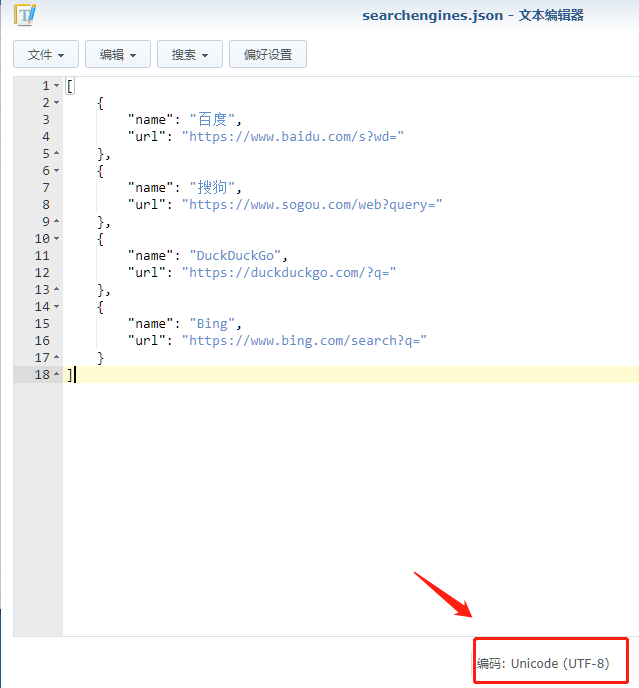 searchengines.json - 文本编辑器
文件 编辑 搜索 偏好设置
1 [
2 {
3 "name": "百度",
4 "url": "https://www.baidu.com/s?wd="
5 },
6 {
7 "name": "搜狗",
8 "url": "https://www.sogou.com/web?query="
9 },
10 {
11 "name": "DuckDuckGo",
12 "url": "https://duckduckgo.com/?q="
13 },
14 {
15 "name": "Bing",
16 "url": "https://www.bing.com/search?q="
17 }
18 ]
编码: Unicode (UTF-8)